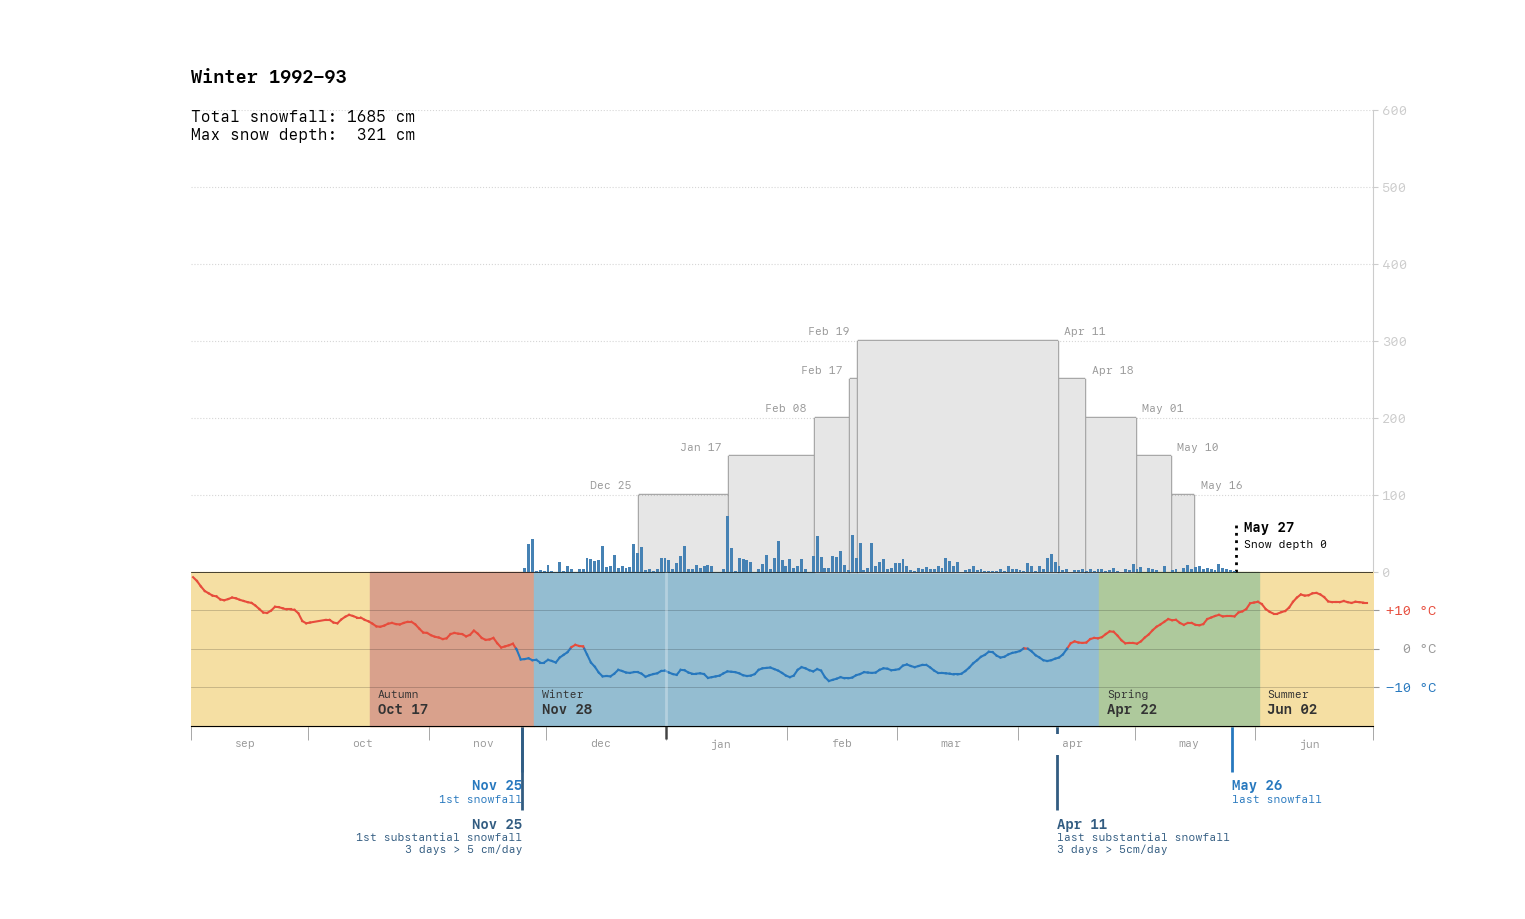 Winter 1992–93
Total snowfall: 1685 cm
Max snow depth:  321 cm
600
500
400
300
200
100
0
Feb 19
Apr 11
Feb 17
Apr 18
Feb 08
May 01
Jan 17
May 10
Dec 25
May 16
May 27
Snow depth 0
+10 °C
0 °C
−10 °C
Autumn
Oct 17
Winter
Nov 28
Spring
Apr 22
Summer
Jun 02
sep oct nov dec jan feb mar apr may jun
Nov 25
1st snowfall
Nov 25
1st substantial snowfall
3 days > 5 cm/day
Apr 11
last substantial snowfall
3 days > 5cm/day
May 26
last snowfall